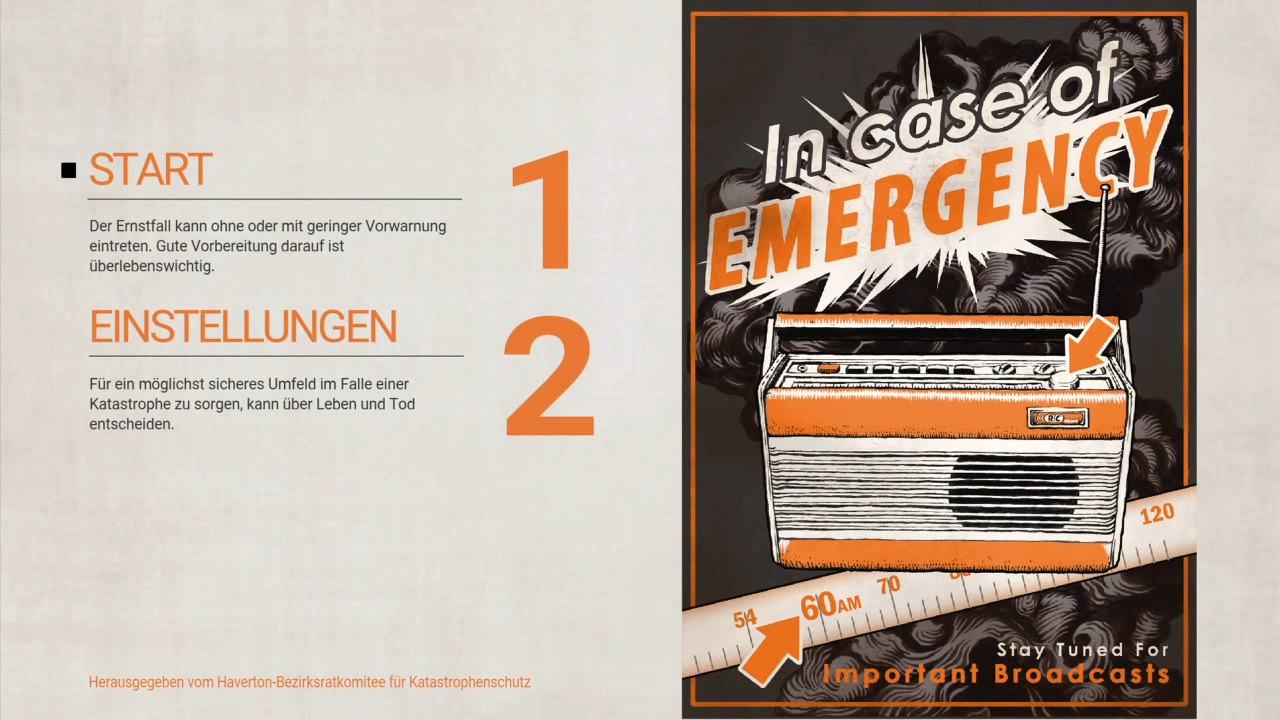 START
1
Der Ernstfall kann ohne oder mit geringer Vorwarnung
eintreten. Gute Vorbereitung darauf ist
überlebenswichtig.
EINSTELLUNGEN
2
Für ein möglichst sicheres Umfeld im Falle einer
Katastrophe zu sorgen, kann über Leben und Tod
entscheiden.
Herausgegeben vom Haverton-Bezirksratkomitee für Katastrophenschutz
In case of
EMERGENCY
54 60AM 70 120
Stay Tuned For
Important Broadcasts